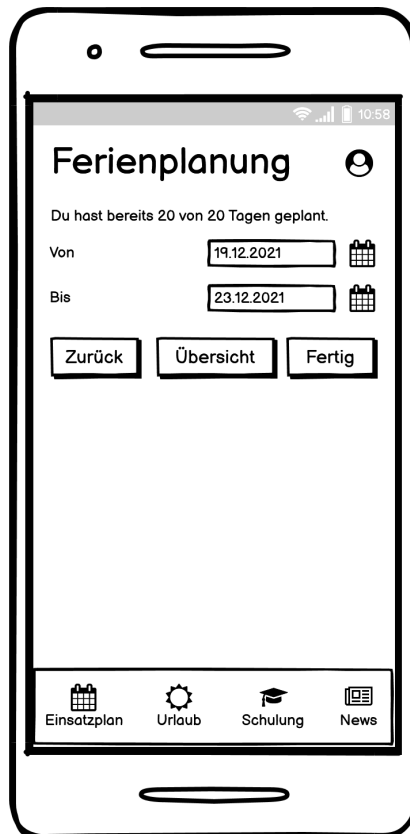 10:58
Ferienplanung
Du hast bereits 20 von 20 Tagen geplant.
Von 19.12.2021
Bis 23.12.2021
Zurück Übersicht Fertig
Einsatzplan Urlaub Schulung News